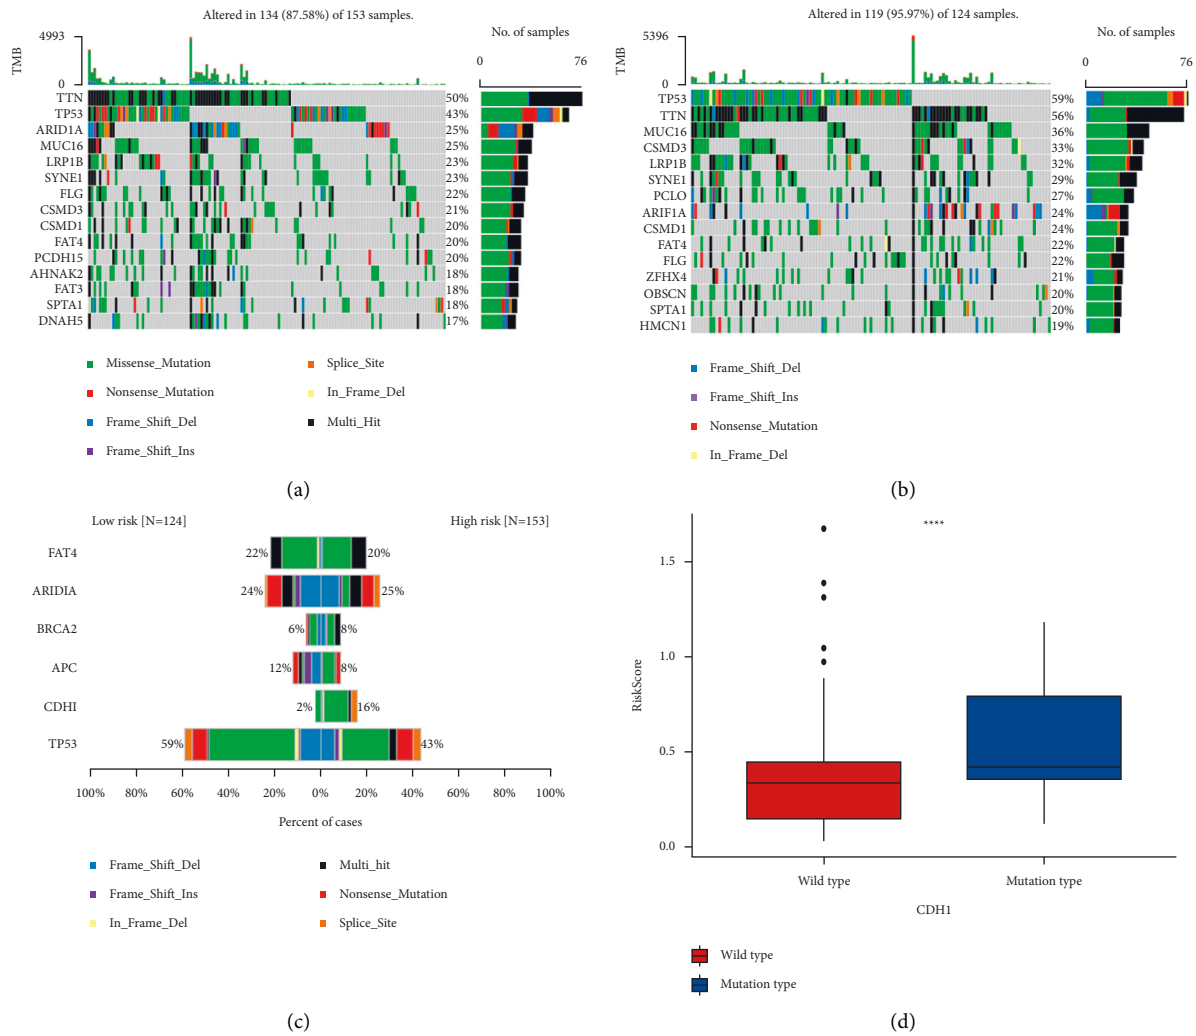 Altered in 134 (87.58%) of 153 samples.
No. of samples
4993
TMB
0
0 76
TTN 50%
TP53 43%
ARID1A 25%
MUC16 25%
LRP1B 23%
SYNE1 23%
FLG 22%
CSMD3 21%
CSMD1 20%
FAT4 20%
PCDH15 20%
AHNAK2 18%
FAT3 18%
SPTA1 18%
DNAH5 17%
Missense_Mutation
Nonsense_Mutation
Frame_Shift_Del
Frame_Shift_Ins
Splice_Site
In_Frame_Del
Multi_Hit
(a)
Altered in 119 (95.97%) of 124 samples.
No. of samples
5396
TMB
0
0 76
TP53 59%
TTN 56%
MUC16 36%
CSMD3 33%
LRP1B 32%
SYNE1 29%
PCLO 27%
ARIF1A 24%
CSMD1 24%
FAT4 22%
FLG 22%
ZFHX4 21%
OBSCN 20%
SPTA1 20%
HMCN1 19%
Frame_Shift_Del
Frame_Shift_Ins
Nonsense_Mutation
In_Frame_Del
(b)
Low risk [N=124] High risk [N=153]
FAT4 22% 20%
ARIDIA 24% 25%
BRCA2 6% 8%
APC 12% 8%
CDHI 2% 16%
TP53 59% 43%
100% 80% 60% 40% 20% 0% 20% 40% 60% 80% 100%
Percent of cases
Frame_Shift_Del
Frame_Shift_Ins
In_Frame_Del
Multi_hit
Nonsense_Mutation
Splice_Site
(c)
****
1.5
1.0
0.5
0.0
RiskScore
Wild type Mutation type
CDH1
Wild type
Mutation type
(d)